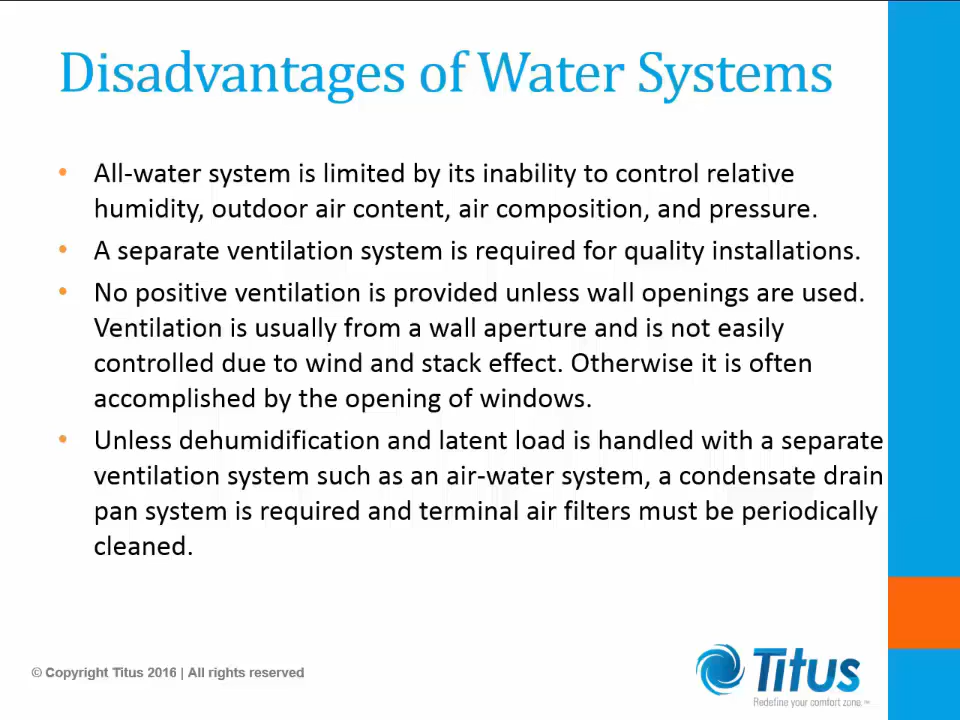 Disadvantages of Water Systems
• All-water system is limited by its inability to control relative
humidity, outdoor air content, air composition, and pressure.
• A separate ventilation system is required for quality installations.
• No positive ventilation is provided unless wall openings are used.
Ventilation is usually from a wall aperture and is not easily
controlled due to wind and stack effect. Otherwise it is often
accomplished by the opening of windows.
• Unless dehumidification and latent load is handled with a separate
ventilation system such as an air-water system, a condensate drain
pan system is required and terminal air filters must be periodically
cleaned.
© Copyright Titus 2016 | All rights reserved
Titus
Redefine your comfort zone.™